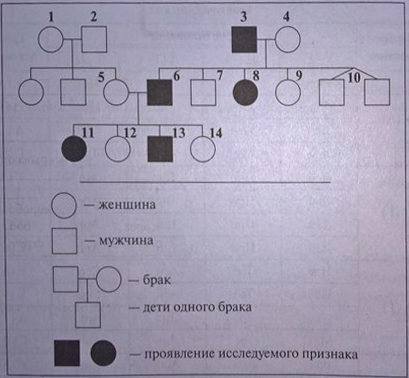 1 2 3 4
5 6 7 8 9 10
11 12 13 14
— женщина
— мужчина
— брак
— дети одного брака
— проявление исследуемого признака